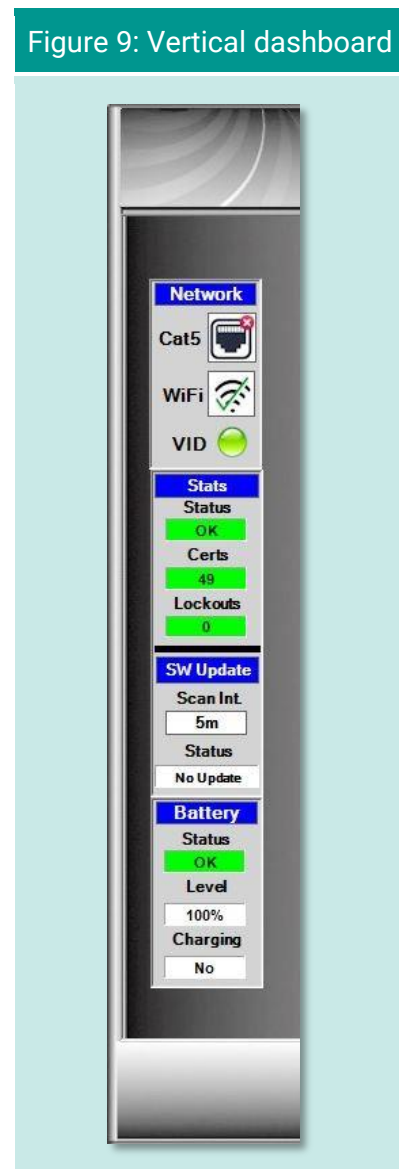 Figure 9: Vertical dashboard
Network
Cat5
WiFi
VID
Stats
Status
OK
Certs
49
Lockouts
0
SW Update
Scan Int.
5m
Status
No Update
Battery
Status
OK
Level
100%
Charging
No